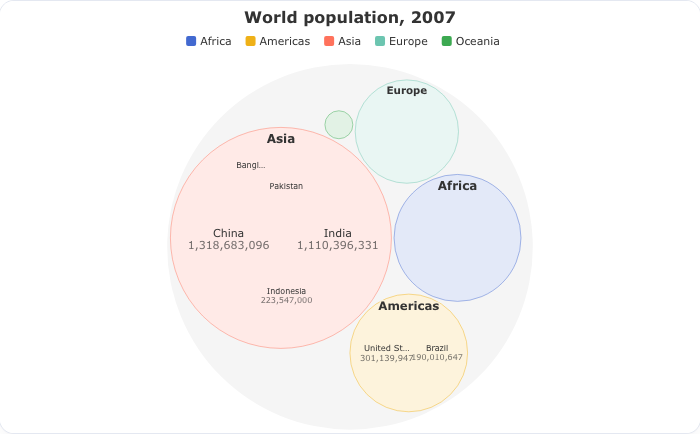 World population, 2007
Africa Americas Asia Europe Oceania
Europe
Asia
Bangl...
Pakistan
Africa
China
1,318,683,096
India
1,110,396,331
Indonesia
223,547,000
Americas
United St...
301,139,947
Brazil
190,010,647